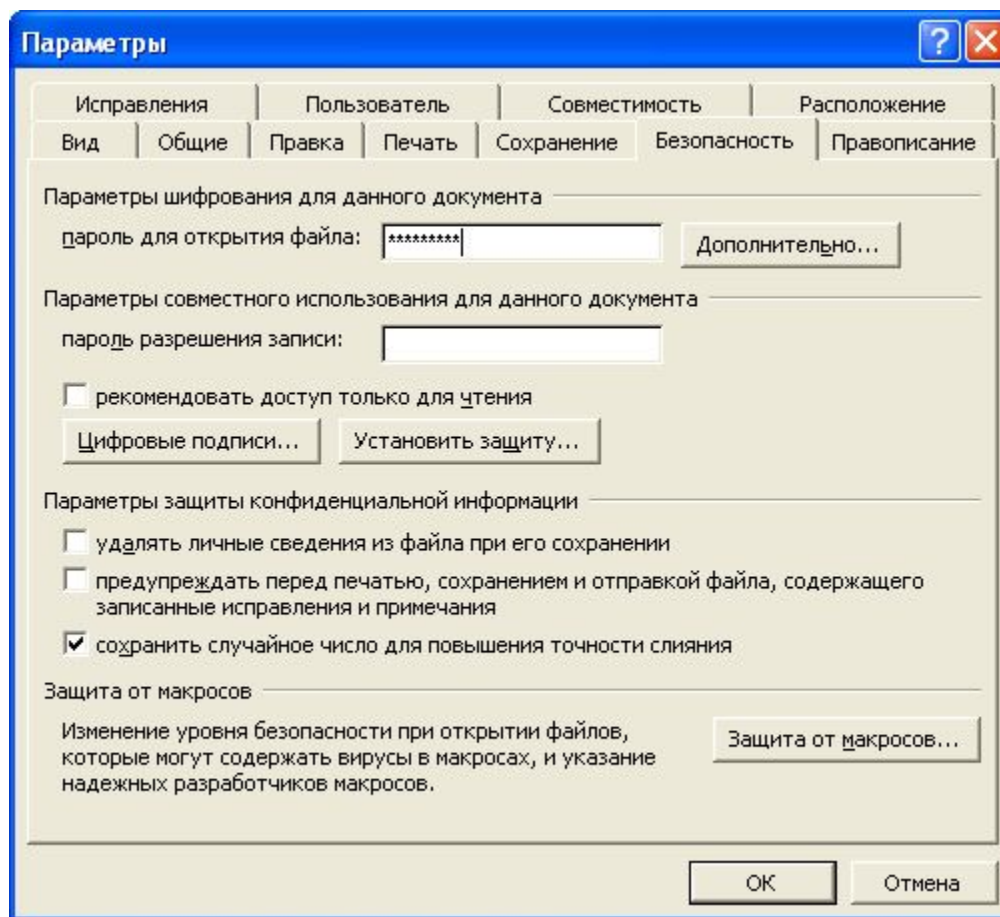 Параметры
Исправления Пользователь Совместимость Расположение
Вид Общие Правка Печать Сохранение Безопасность Правописание
Параметры шифрования для данного документа
пароль для открытия файла: ********* Дополнительно...
Параметры совместного использования для данного документа
пароль разрешения записи:
рекомендовать доступ только для чтения
Цифровые подписи... Установить защиту...
Параметры защиты конфиденциальной информации
удалять личные сведения из файла при его сохранении
предупреждать перед печатью, сохранением и отправкой файла, содержащего
записанные исправления и примечания
сохранить случайное число для повышения точности слияния
Защита от макросов
Изменение уровня безопасности при открытии файлов,
которые могут содержать вирусы в макросах, и указание
надежных разработчиков макросов.
Защита от макросов...
ОК Отмена